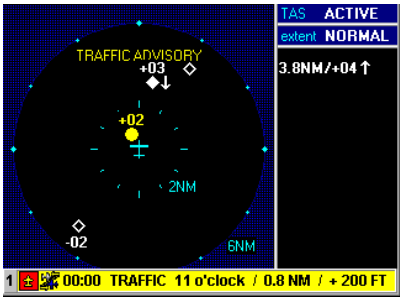 TAS ACTIVE
extent NORMAL
TRAFFIC ADVISORY
+03
3.8NM/+04↑
+02
2NM
-02
6NM
1 00:00 TRAFFIC 11 o'clock / 0.8 NM / + 200 FT